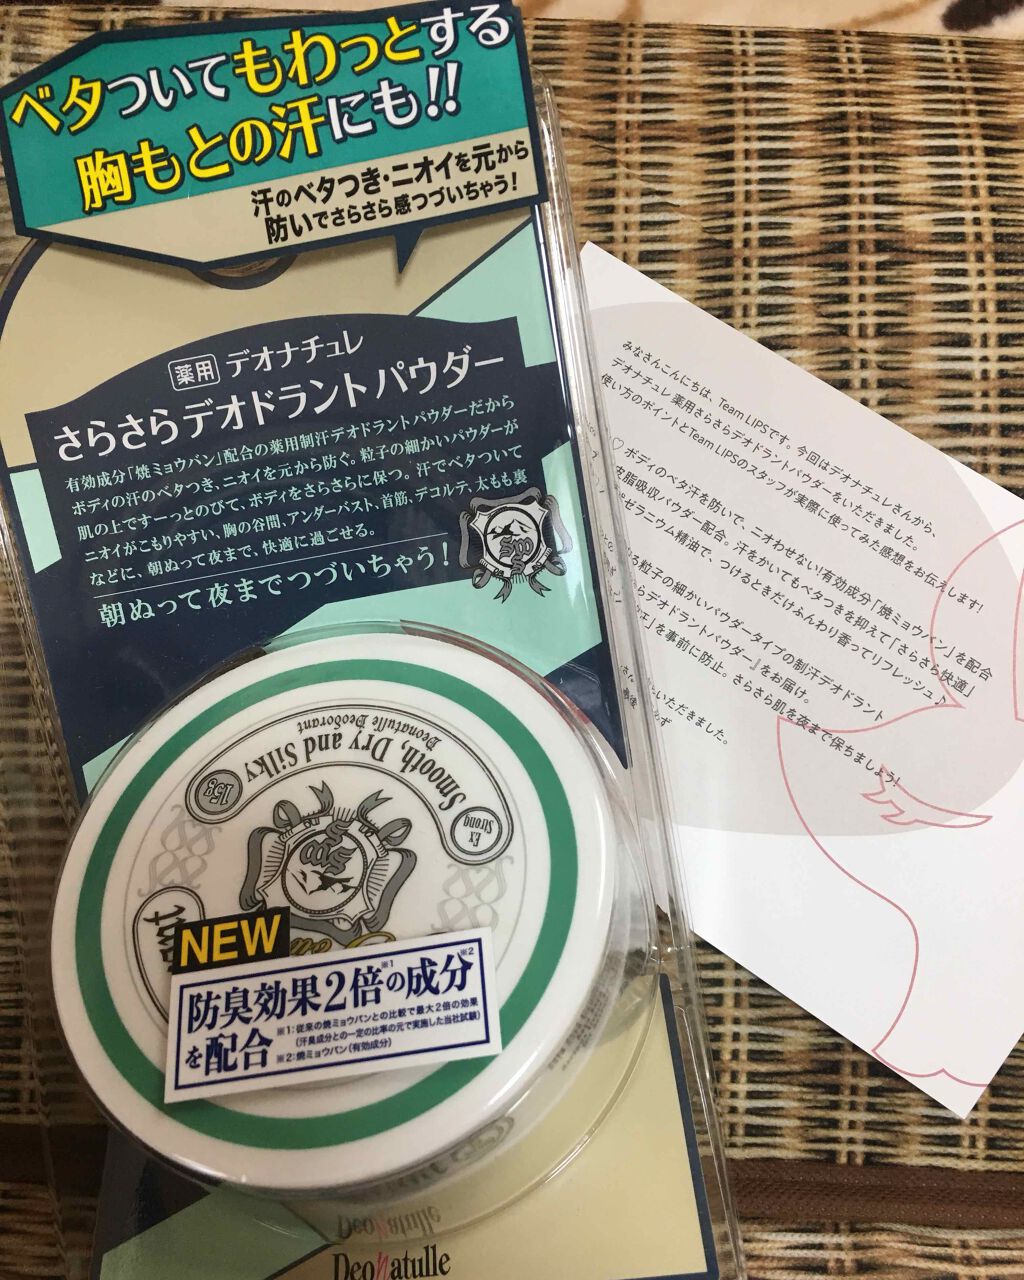 ベタついてもわっとする
胸もとの汗にも!!
汗のベタつき・ニオイを元から
防いでさらさら感つづいちゃう!
薬用 デオナチュレ
さらさらデオドラントパウダー
有効成分「焼ミョウバン」配合の薬用制汗デオドラントパウダーだから
ボディの汗のベタつき、ニオイを元から防ぐ。粒子の細かいパウダーが
肌の上ですーっとのびて、ボディをさらさらに保つ。汗でベタついて
ニオイがこもりやすい、胸の谷間、アンダーバスト、首筋、デコルテ、太もも裏
などに、朝ぬって夜まで、快適に過ごせる。
朝ぬって夜までつづいちゃう!
Smooth, Dry and Silky
Deonatulle Deodorant
15g
Ex
Strong
NEW
防臭効果2倍※1の成分※2
を配合
※1:従来の焼ミョウバンとの比較で最大2倍の効果
(汗臭成分との一定の比率の元で実施した当社試験)
※2:焼ミョウバン(有効成分)
Deonatulle
みなさんこんにちは、Team LIPSです。今回はデオナチュレさんから、
デオナチュレ 薬用さらさらデオドラントパウダーをいただきました。
使い方のポイントとTeam LIPSのスタッフが実際に使ってみた感想をお伝えします!
♡ボディのベタ汗を防いで、ニオわせない!有効成分「焼ミョウバン」を配合
皮脂吸収パウダー配合。汗をかいてもベタつきを抑えて「さらさら快適」
ゼラニウム精油で、つけるときだけふんわり香ってリフレッシュ♪
る粒子の細かいパウダータイプの制汗デオドラント
らデオドラントパウダー』をお届け。
」を事前に防止。さらさら肌を夜まで保ちましょう!
いただきました。